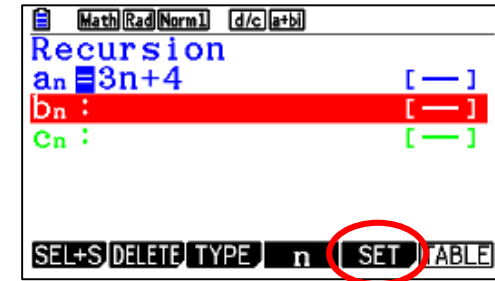 Math Rad Norm1 d/c a+bi
Recursion
an =3n+4 [ — ]
bn : [ — ]
cn : [ — ]
SEL+S DELETE TYPE n SET TABLE